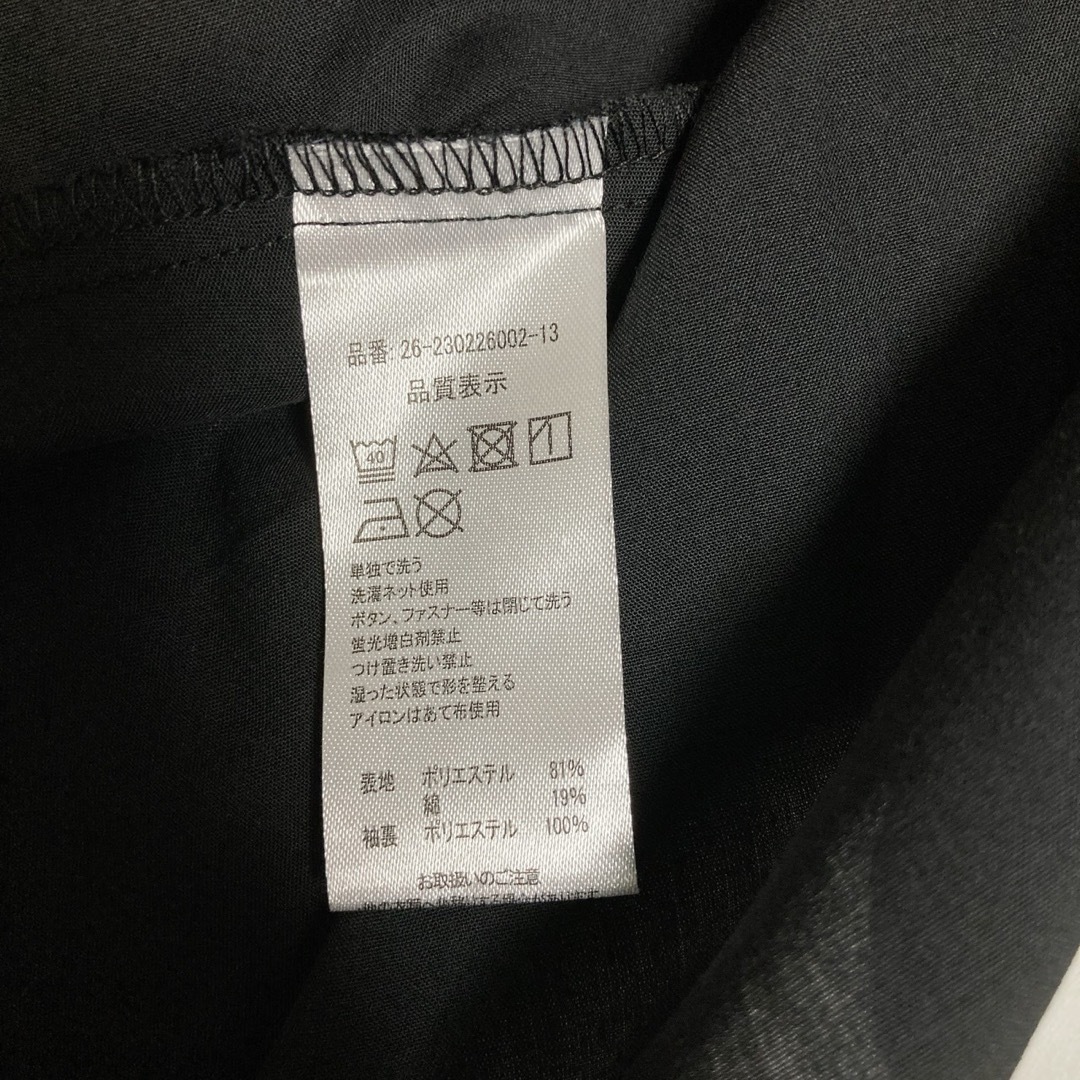 品番: 26-230226002-13
品質表示
40
単独で洗う
洗濯ネット使用
ボタン、ファスナー等は閉じて洗う
蛍光増白剤禁止
つけ置き洗い禁止
湿った状態で形を整える
アイロンはあて布使用
表地 ポリエステル 81%
綿 19%
袖裏 ポリエステル 100%
お取扱いのご注意